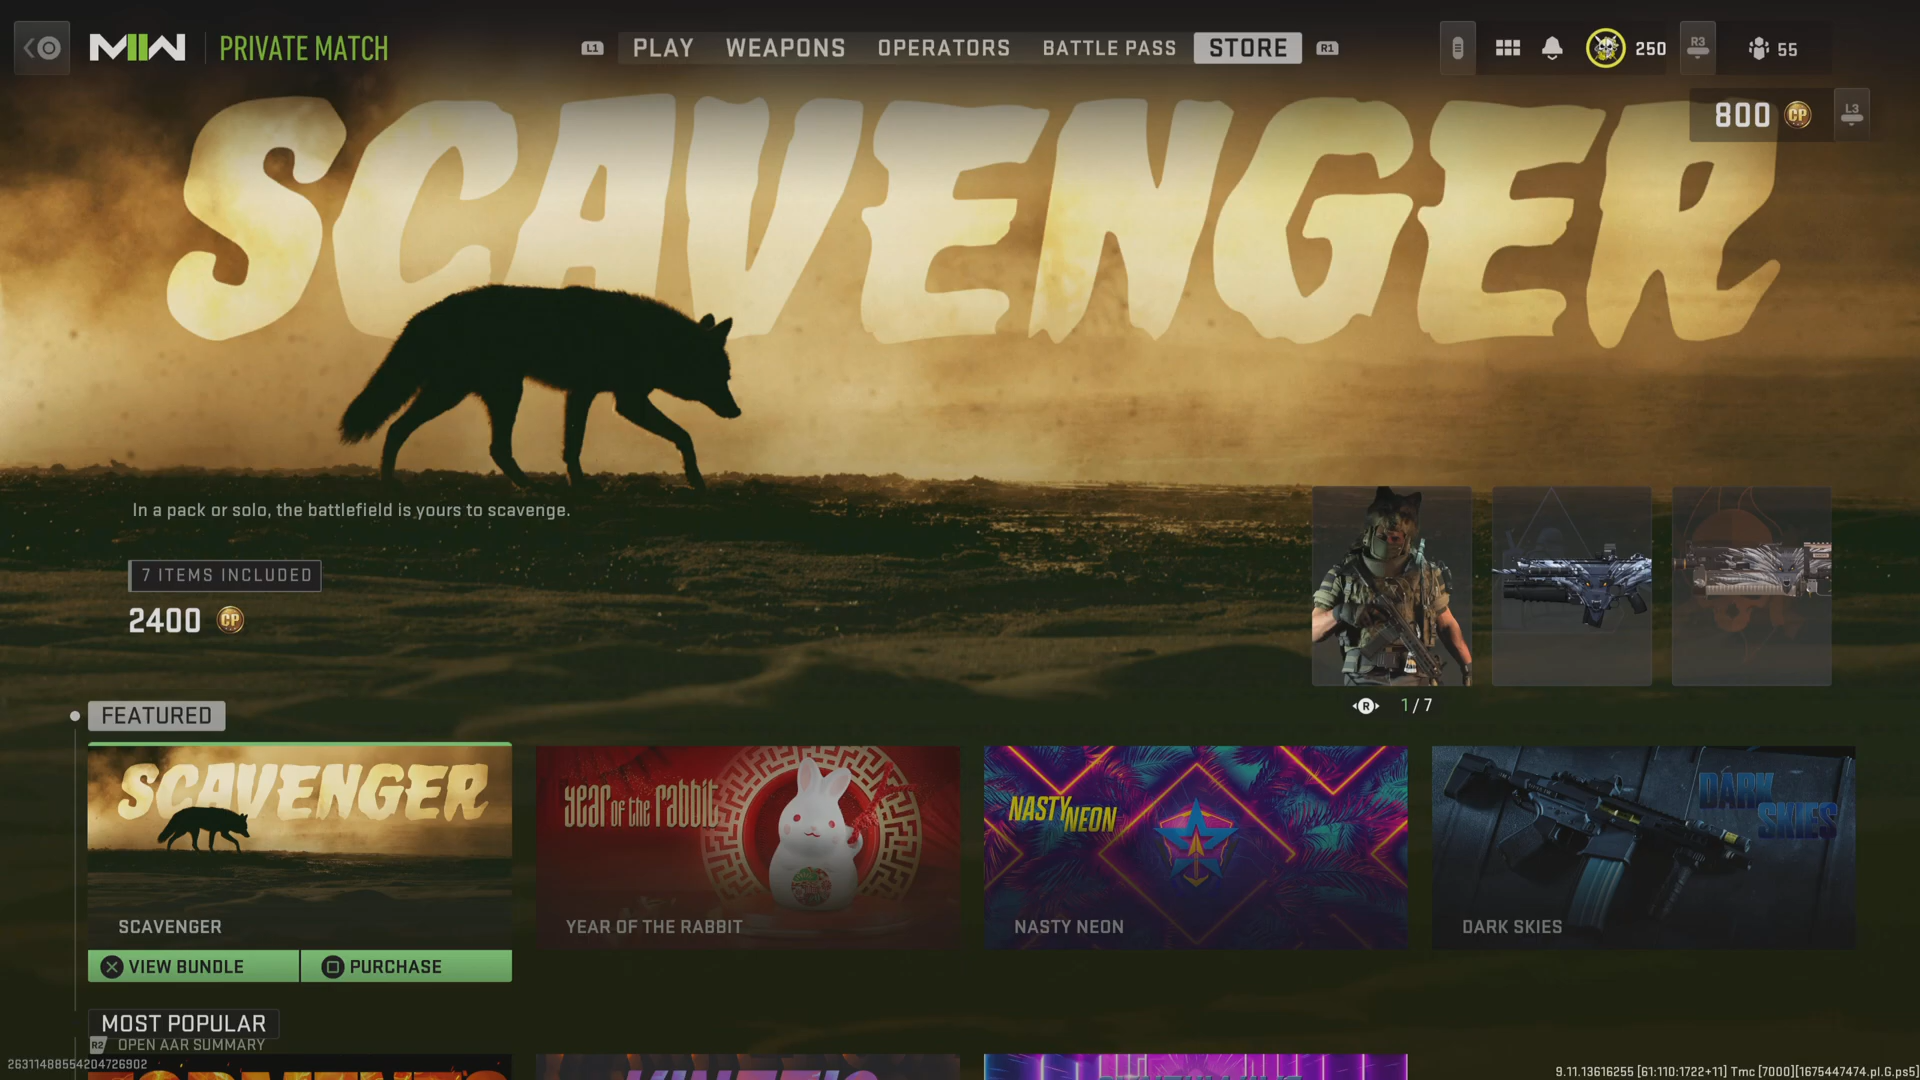 MIIW PRIVATE MATCH
L1 PLAY WEAPONS OPERATORS BATTLE PASS STORE R1
250 R3 55
800 CP L3
SCAVENGER
In a pack or solo, the battlefield is yours to scavenge.
7 ITEMS INCLUDED
2400 CP
R 1/7
FEATURED
SCAVENGER
SCAVENGER
VIEW BUNDLE PURCHASE
year of the rabbit
YEAR OF THE RABBIT
NASTY NEON
NASTY NEON
DARK SKIES
DARK SKIES
MOST POPULAR
R2 OPEN AAR SUMMARY
26311488554204726902
9.11.13616255 [61:110:1722+11] Tmc [7000][1675447474.pl.G.ps5]